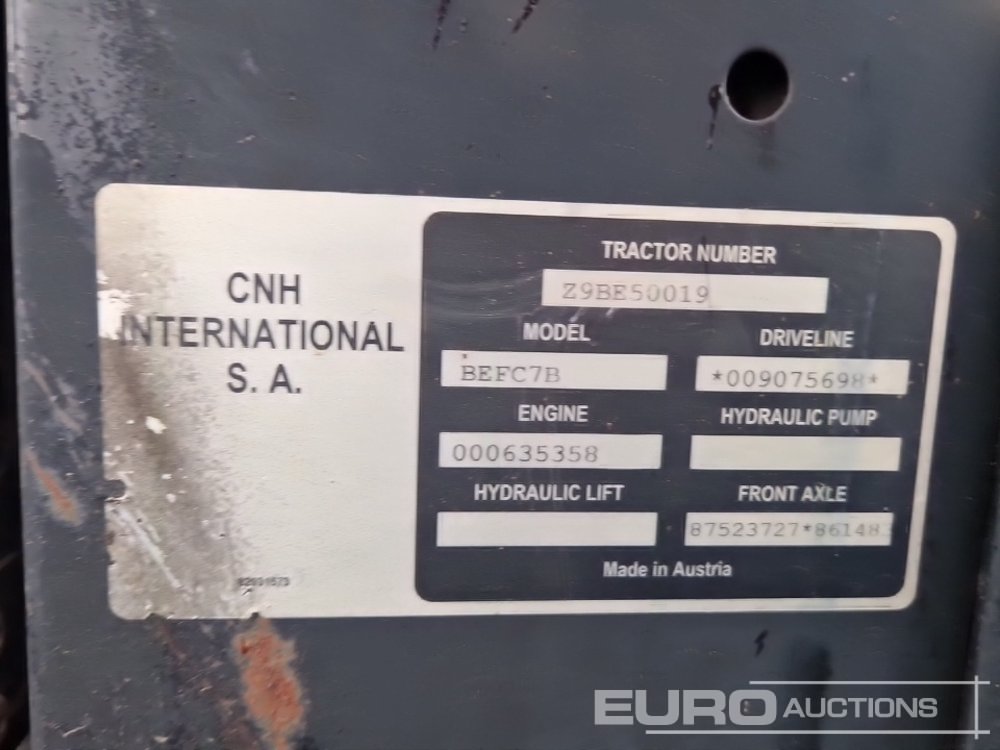 CNH
INTERNATIONAL
S. A.
TRACTOR NUMBER
Z9BE50019
MODEL
DRIVELINE
BEFC7B
*009075698*
ENGINE
HYDRAULIC PUMP
000635358
HYDRAULIC LIFT
FRONT AXLE
87523727*861483
Made in Austria
EURO AUCTIONS